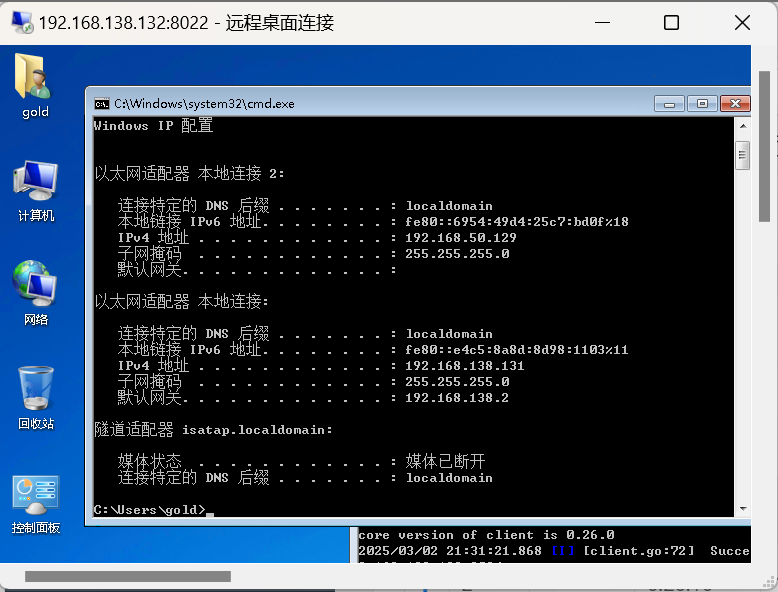 192.168.138.132:8022 - 远程桌面连接
gold
计算机
网络
回收站
控制面板
C:\Windows\system32\cmd.exe
Windows IP 配置
以太网适配器 本地连接 2:
连接特定的 DNS 后缀 . . . . . . . : localdomain
本地链接 IPv6 地址. . . . . . . . : fe80::6954:49d4:25c7:bd0f%18
IPv4 地址 . . . . . . . . . . . . : 192.168.50.129
子网掩码 . . . . . . . . . . . . : 255.255.255.0
默认网关. . . . . . . . . . . . . :
以太网适配器 本地连接:
连接特定的 DNS 后缀 . . . . . . . : localdomain
本地链接 IPv6 地址. . . . . . . . : fe80::e4c5:8a8d:8d98:1103%11
IPv4 地址 . . . . . . . . . . . . : 192.168.138.131
子网掩码 . . . . . . . . . . . . : 255.255.255.0
默认网关. . . . . . . . . . . . . : 192.168.138.2
隧道适配器 isatap.localdomain:
媒体状态 . . . . . . . . . . . . : 媒体已断开
连接特定的 DNS 后缀 . . . . . . . : localdomain
C:\Users\gold>_
core version of client is 0.26.0
2025/03/02 21:31:21.868 [I] [client.go:72] Succe